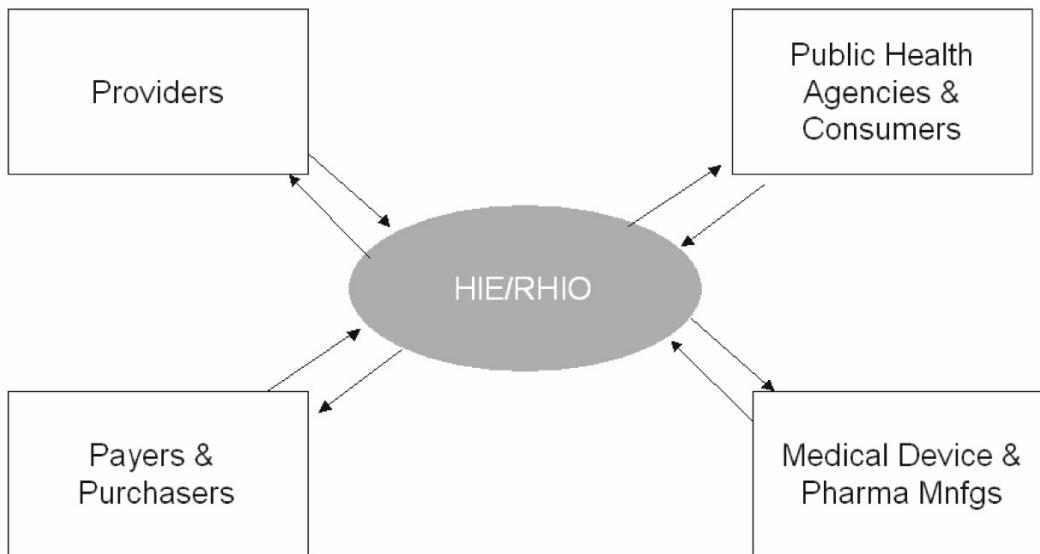 Providers
Public Health
Agencies &
Consumers
HIE/RHIO
Payers &
Purchasers
Medical Device &
Pharma Mnfgs